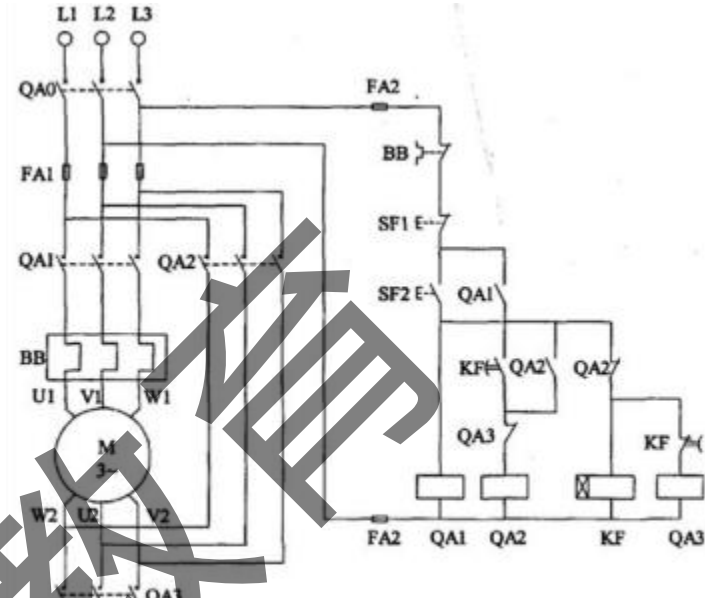 L1 L2 L3
QA0
FA2
BB
FA1
SF1
QA1
QA2
SF2
QA1
BB
KF
QA2
QA2
U1 V1 W1
M
3~
QA3
KF
W2 U2 V2
FA2
QA1
QA2
KF
QA3
QA3